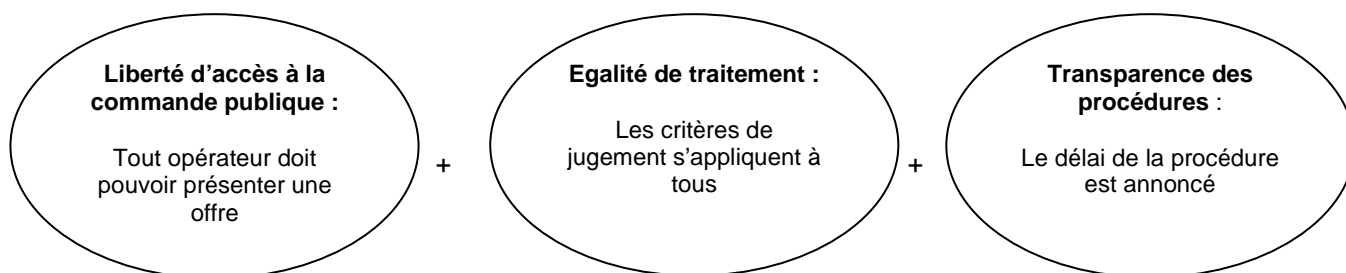 Liberté d’accès à la
commande publique :
Tout opérateur doit
pouvoir présenter une
offre
+
Egalité de traitement :
Les critères de
jugement s’appliquent à
tous
+
Transparence des
procédures :
Le délai de la procédure
est annoncé